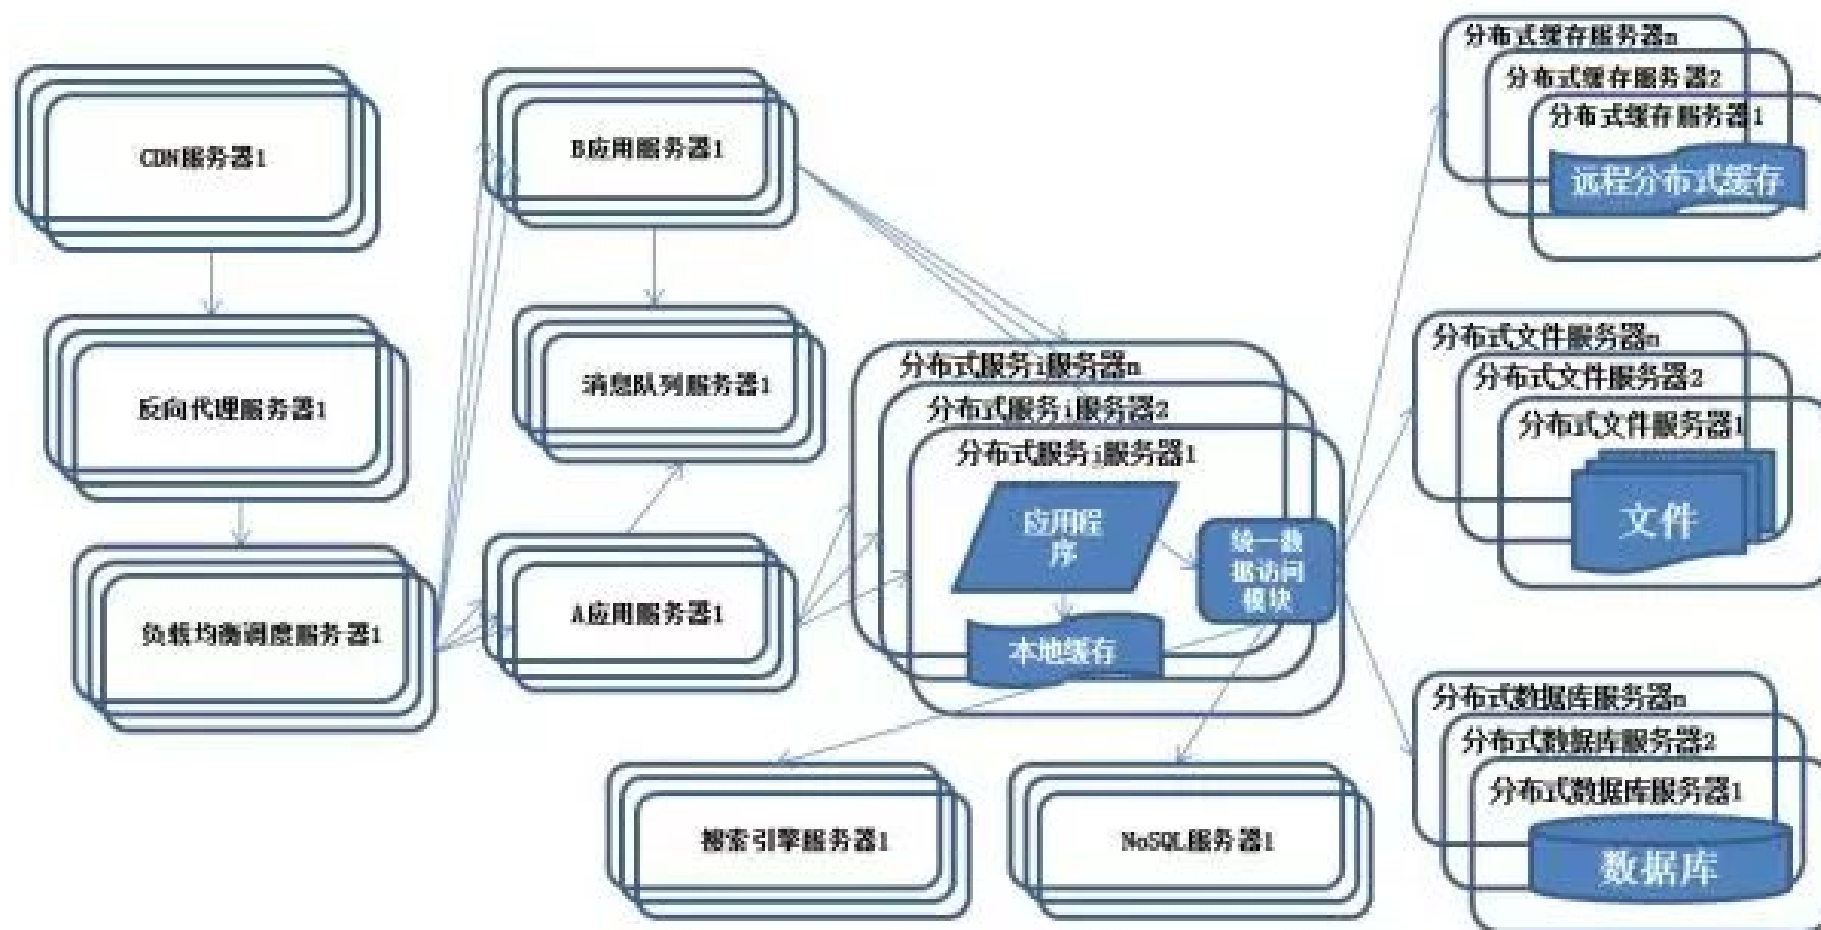 CDN服务器1
反向代理服务器1
负载均衡调度服务器1
B应用服务器1
消息队列服务器1
A应用服务器1
分布式服务i服务器n
分布式服务i服务器2
分布式服务i服务器1
应用程
序
统一数
据访问
模块
本地缓存
搜索引擎服务器1
NoSQL服务器1
分布式缓存服务器n
分布式缓存服务器2
分布式缓存服务器1
远程分布式缓存
分布式文件服务器n
分布式文件服务器2
分布式文件服务器1
文件
分布式数据库服务器n
分布式数据库服务器2
分布式数据库服务器1
数据库